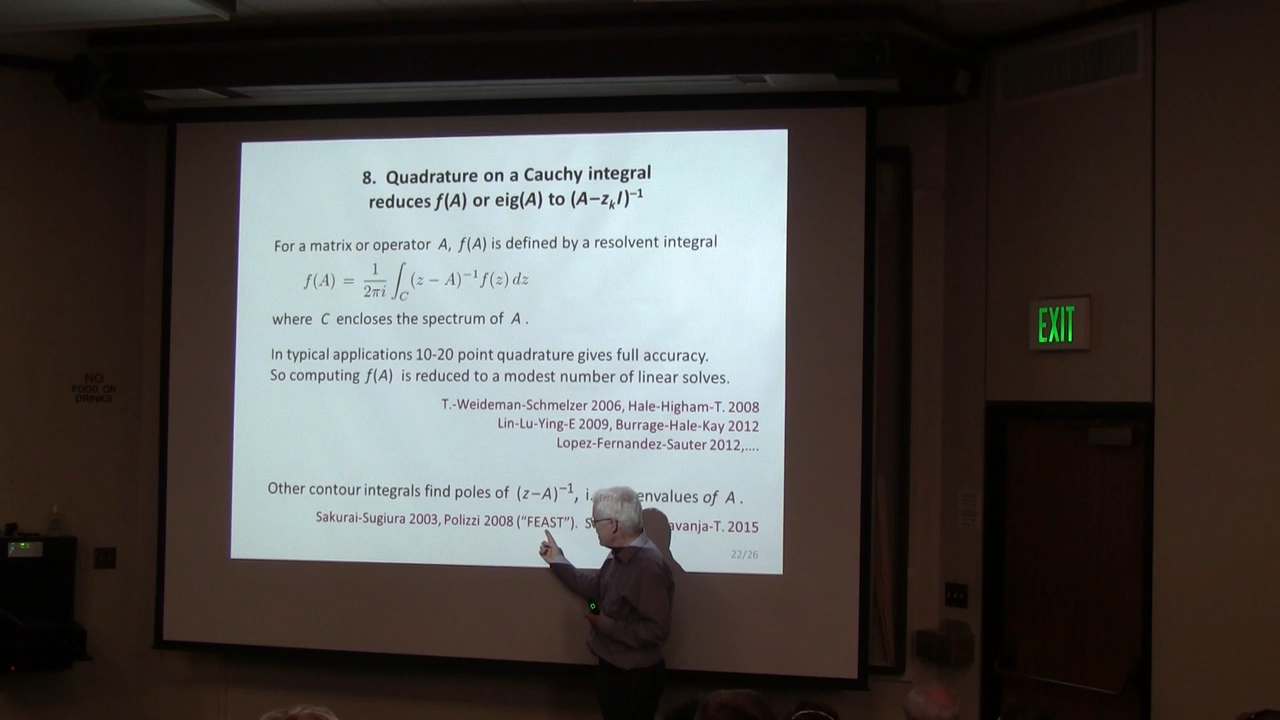 8. Quadrature on a Cauchy integral
reduces f(A) or eig(A) to (A−zₖI)⁻¹
For a matrix or operator A, f(A) is defined by a resolvent integral
f(A) = 1/2πi ∫_C (z − A)⁻¹ f(z) dz
where C encloses the spectrum of A .
In typical applications 10-20 point quadrature gives full accuracy.
So computing f(A) is reduced to a modest number of linear solves.
T.-Weideman-Schmelzer 2006, Hale-Higham-T. 2008
Lin-Lu-Ying-E 2009, Burrage-Hale-Kay 2012
Lopez-Fernandez-Sauter 2012,....
Other contour integrals find poles of (z−A)⁻¹, envalues of A .
Sakurai-Sugiura 2003, Polizzi 2008 ("FEAST"). avanja-T. 2015
22/26
EXIT
NO
FOOD OR
DRINKS